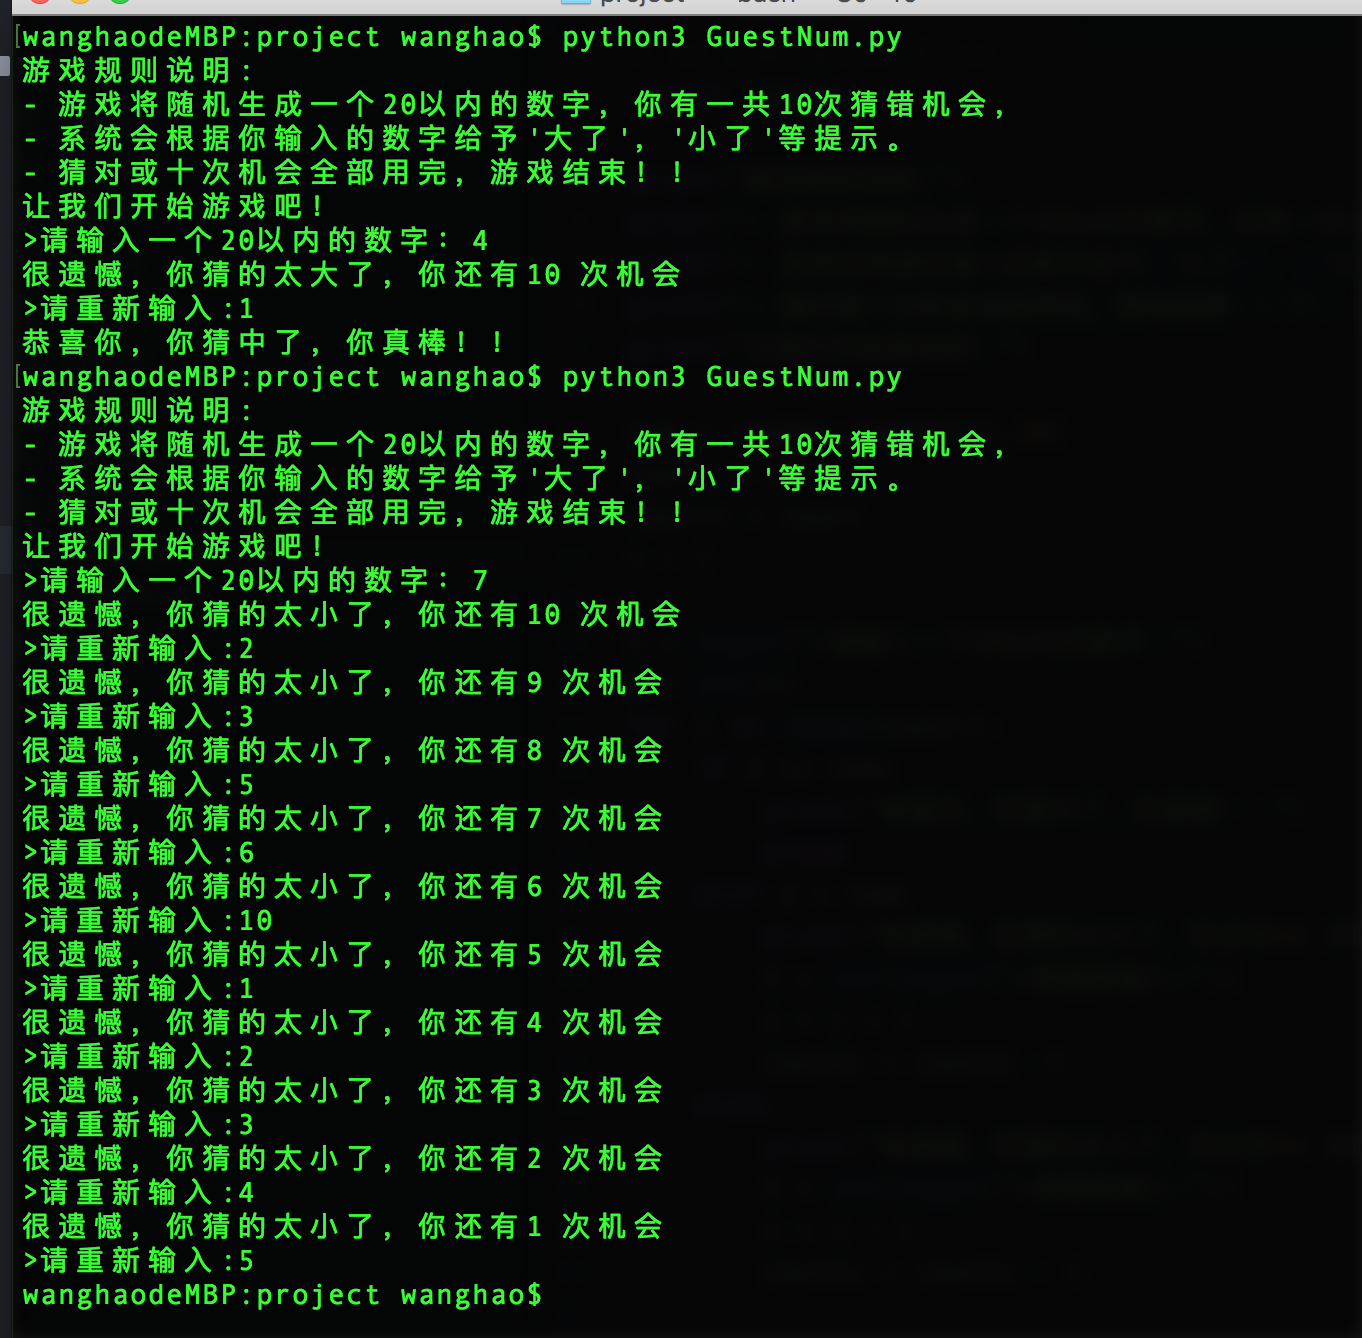 wanghaodeMBP:project wanghao$ python3 GuestNum.py
游戏规则说明：
- 游戏将随机生成一个20以内的数字，你有一共10次猜错机会，
- 系统会根据你输入的数字给予'大了'，'小了'等提示。
- 猜对或十次机会全部用完，游戏结束！！
让我们开始游戏吧！
>请输入一个20以内的数字：4
很遗憾，你猜的太大了，你还有10 次机会
>请重新输入:1
恭喜你，你猜中了，你真棒！！
wanghaodeMBP:project wanghao$ python3 GuestNum.py
游戏规则说明：
- 游戏将随机生成一个20以内的数字，你有一共10次猜错机会，
- 系统会根据你输入的数字给予'大了'，'小了'等提示。
- 猜对或十次机会全部用完，游戏结束！！
让我们开始游戏吧！
>请输入一个20以内的数字：7
很遗憾，你猜的太小了，你还有10 次机会
>请重新输入:2
很遗憾，你猜的太小了，你还有9 次机会
>请重新输入:3
很遗憾，你猜的太小了，你还有8 次机会
>请重新输入:5
很遗憾，你猜的太小了，你还有7 次机会
>请重新输入:6
很遗憾，你猜的太小了，你还有6 次机会
>请重新输入:10
很遗憾，你猜的太小了，你还有5 次机会
>请重新输入:1
很遗憾，你猜的太小了，你还有4 次机会
>请重新输入:2
很遗憾，你猜的太小了，你还有3 次机会
>请重新输入:3
很遗憾，你猜的太小了，你还有2 次机会
>请重新输入:4
很遗憾，你猜的太小了，你还有1 次机会
>请重新输入:5
wanghaodeMBP:project wanghao$